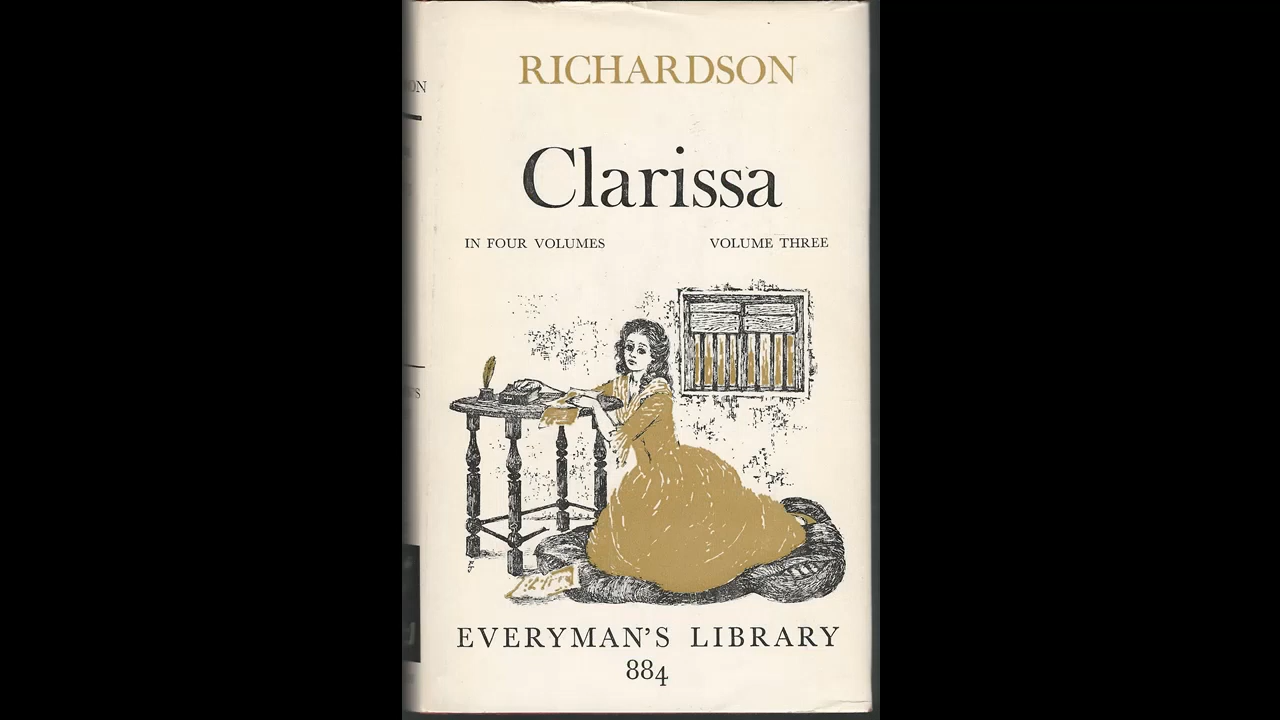 RICHARDSON
Clarissa
IN FOUR VOLUMES
VOLUME THREE
EVERYMAN'S LIBRARY
884